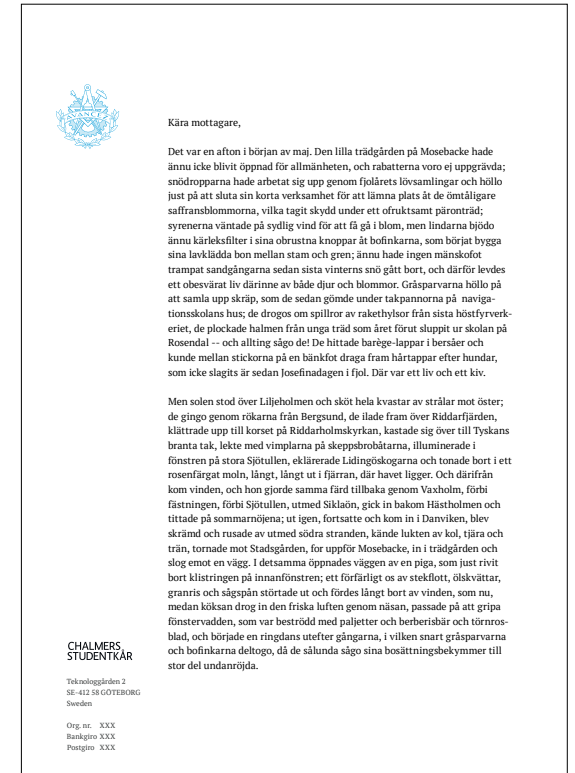 AVANCEZ
Kära mottagare,
Det var en afton i början av maj. Den lilla trädgården på Mosebacke hade
ännu icke blivit öppnad för allmänheten, och rabatterna voro ej uppgrävda;
snödropparna hade arbetat sig upp genom fjolårets lövsamlingar och höllo
just på att sluta sin korta verksamhet för att lämna plats åt de ömtåligare
saffransblommorna, vilka tagit skydd under ett ofruktsamt päronträd;
syrenerna väntade på sydlig vind för att få gå i blom, men lindarna bjödo
ännu kärleksfilter i sina obrustna knoppar åt bofinkarna, som börjat bygga
sina lavklädda bon mellan stam och gren; ännu hade ingen mänskofot
trampat sandgångarna sedan sista vinterns snö gått bort, och därför levdes
ett obesvärat liv därinne av både djur och blommor. Gråsparvarna höllo på
att samla upp skräp, som de sedan gömde under takpannorna på naviga-
tionsskolans hus; de drogos om spillror av rakethylsor från sista höstfyrverk-
eriet, de plockade halmen från unga träd som året förut sluppit ur skolan på
Rosendal -- och allting sågo de! De hittade barège-lappar i bersåer och
kunde mellan stickorna på en bänkfot draga fram hårtappar efter hundar,
som icke slagits är sedan Josefinadagen i fjol. Där var ett liv och ett kiv.
Men solen stod över Liljeholmen och sköt hela kvastar av strålar mot öster;
de gingo genom rökarna från Bergsund, de ilade fram över Riddarfjärden,
klättrade upp till korset på Riddarholmskyrkan, kastade sig över till Tyskans
branta tak, lekte med vimplarna på skeppsbrobåtarna, illuminerade i
fönstren på stora Sjötullen, eklärerade Lidingöskogarna och tonade bort i ett
rosenfärgat moln, långt, långt ut i fjärran, där havet ligger. Och därifrån
kom vinden, och hon gjorde samma färd tillbaka genom Vaxholm, förbi
fästningen, förbi Sjötullen, utmed Siklaön, gick in bakom Hästholmen och
tittade på sommarnöjena; ut igen, fortsatte och kom in i Danviken, blev
skrämd och rusade av utmed södra stranden, kände lukten av kol, tjära och
trän, tornade mot Stadsgården, for uppför Mosebacke, in i trädgården och
slog emot en vägg. I detsamma öppnades väggen av en piga, som just rivit
bort klistringen på innanfönstren; ett förfärligt os av stekflott, ölskvättar,
granris och sågspån störtade ut och fördes långt bort av vinden, som nu,
medan köksan drog in den friska luften genom näsan, passade på att gripa
fönstervadden, som var beströdd med paljetter och berberisbär och törnros-
blad, och började en ringdans utefter gångarna, i vilken snart gråsparvarna
och bofinkarna deltogo, då de sålunda sågo sina bosättningsbekymmer till
stor del undanröjda.
CHALMERS
STUDENTKÅR
Teknologgården 2
SE-412 58 GÖTEBORG
Sweden
Org. nr. XXX
Bankgiro XXX
Postgiro XXX